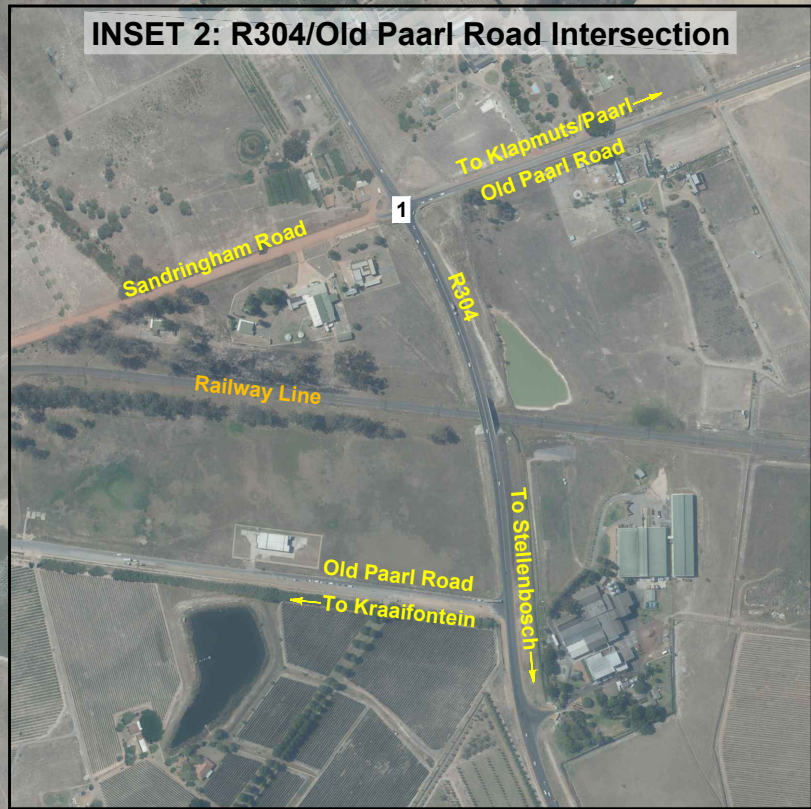 INSET 2: R304/Old Paarl Road Intersection
To Klapmuts/Paarl
Old Paarl Road
1
Sandringham Road
R304
Railway Line
To Stellenbosch
Old Paarl Road
To Kraaifontein